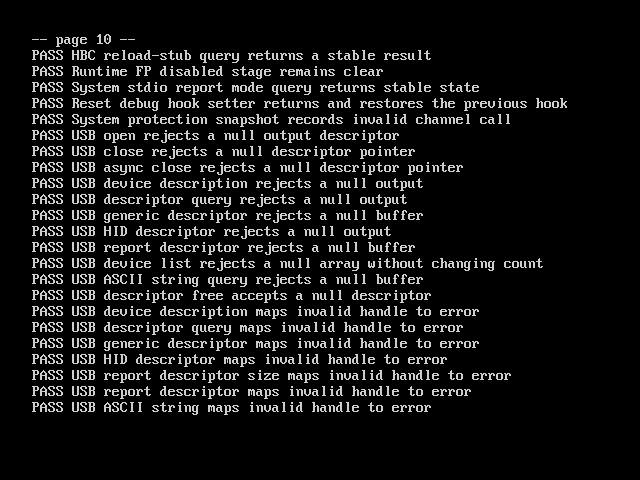 -- page 10 --
PASS HBC reload-stub query returns a stable result
PASS Runtime FP disabled stage remains clear
PASS System stdio report mode query returns stable state
PASS Reset debug hook setter returns and restores the previous hook
PASS System protection snapshot records invalid channel call
PASS USB open rejects a null output descriptor
PASS USB close rejects a null descriptor pointer
PASS USB async close rejects a null descriptor pointer
PASS USB device description rejects a null output
PASS USB descriptor query rejects a null output
PASS USB generic descriptor rejects a null buffer
PASS USB HID descriptor rejects a null output
PASS USB report descriptor rejects a null buffer
PASS USB device list rejects a null array without changing count
PASS USB ASCII string query rejects a null buffer
PASS USB descriptor free accepts a null descriptor
PASS USB device description maps invalid handle to error
PASS USB descriptor query maps invalid handle to error
PASS USB generic descriptor maps invalid handle to error
PASS USB HID descriptor maps invalid handle to error
PASS USB report descriptor size maps invalid handle to error
PASS USB report descriptor maps invalid handle to error
PASS USB ASCII string maps invalid handle to error